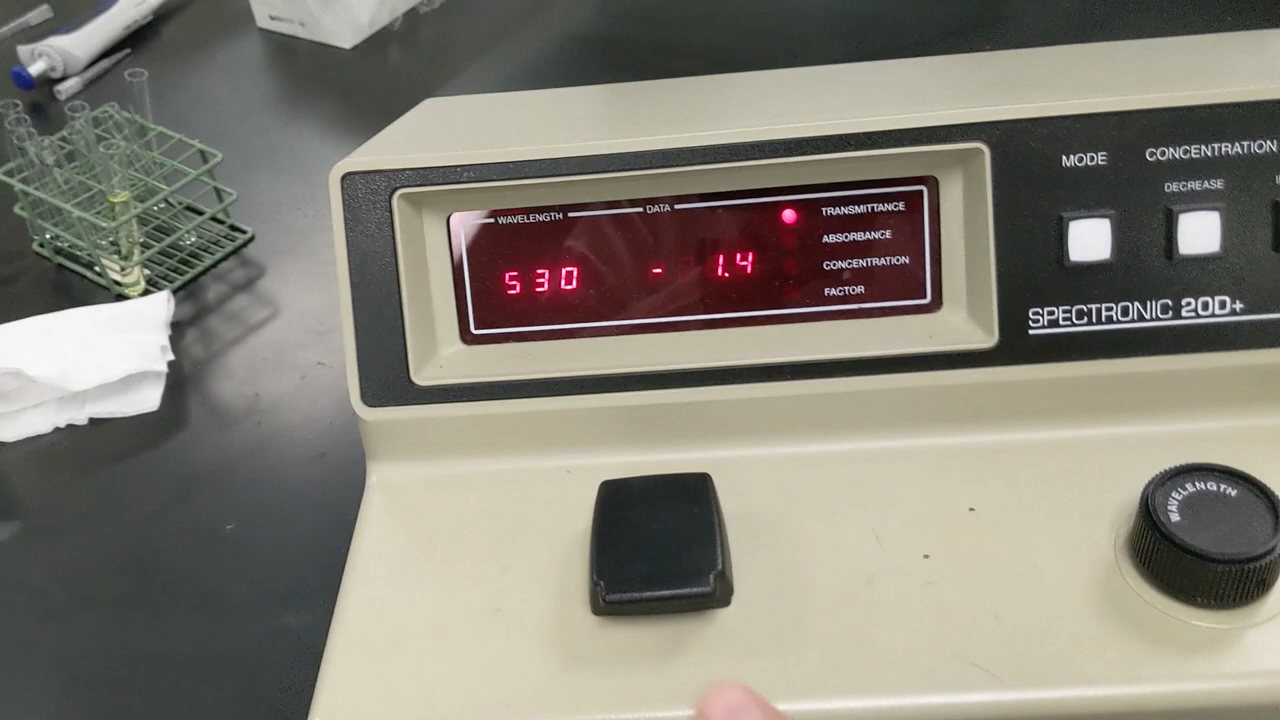 WAVELENGTH DATA
TRANSMITTANCE
ABSORBANCE
530 - 1.4
CONCENTRATION
FACTOR
MODE
CONCENTRATION
DECREASE
SPECTRONIC 20D+
WAVELENGTH